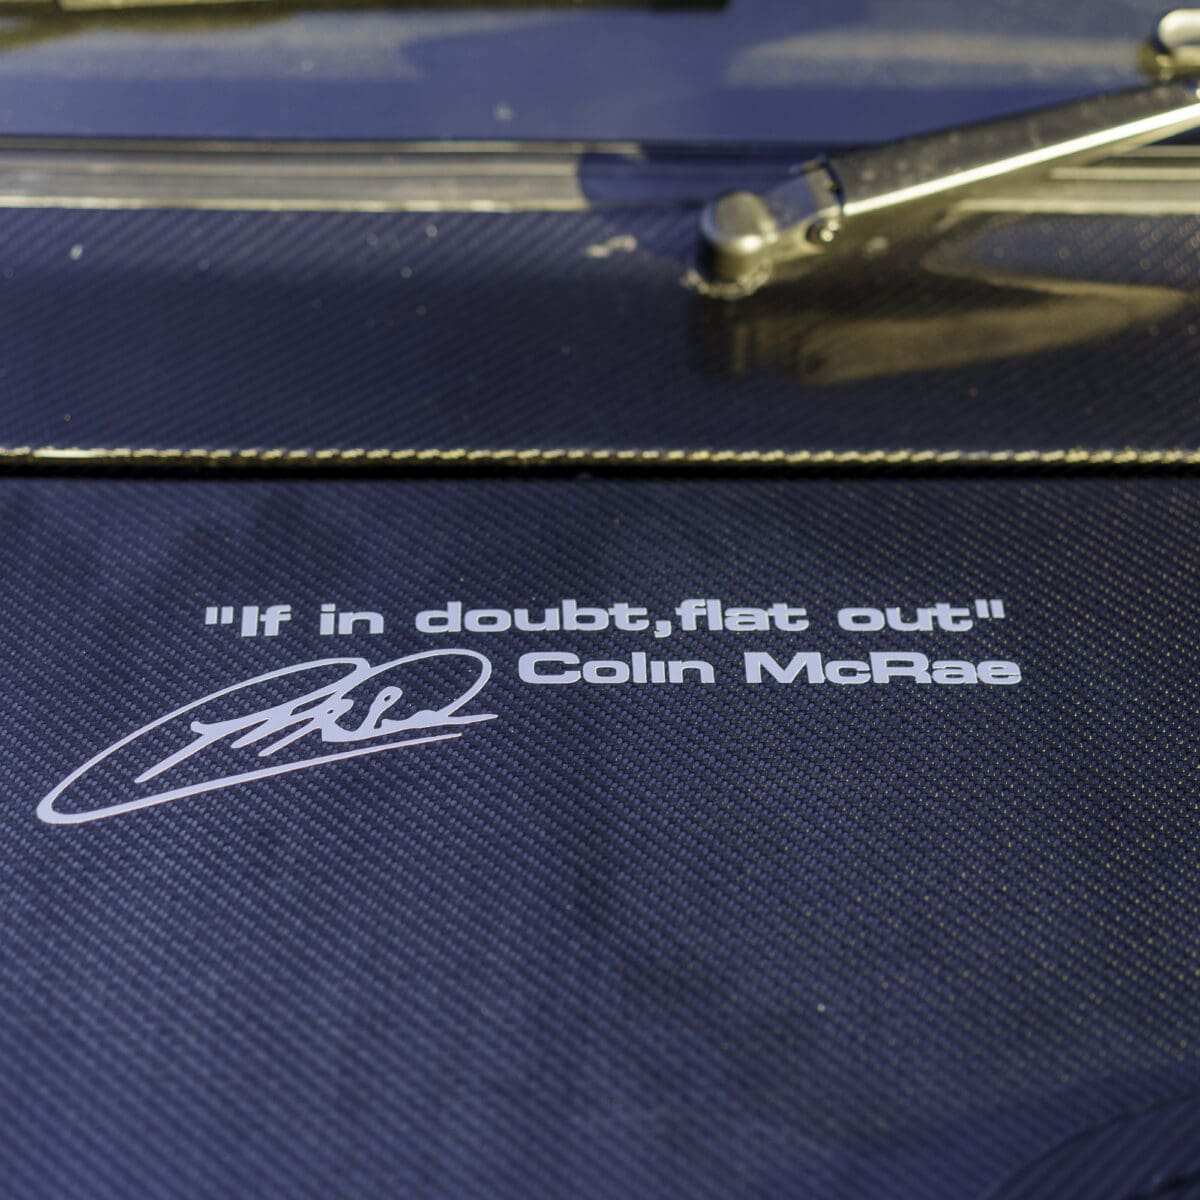 "If in doubt,flat out"
Colin McRae